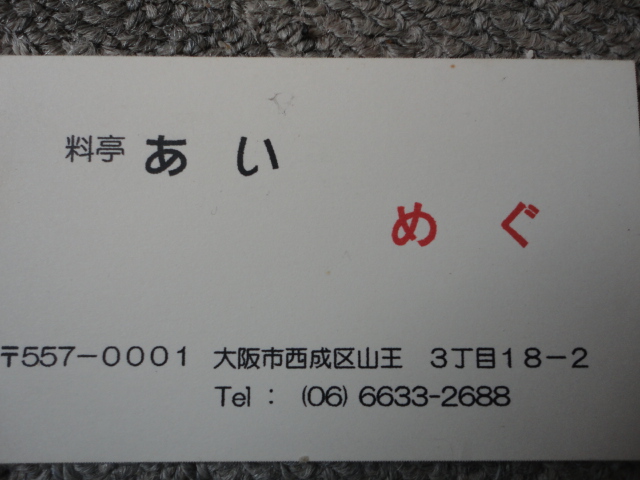 料亭 あい
めぐ
〒557-0001 大阪市西成区山王 3丁目18-2
Tel : (06) 6633-2688